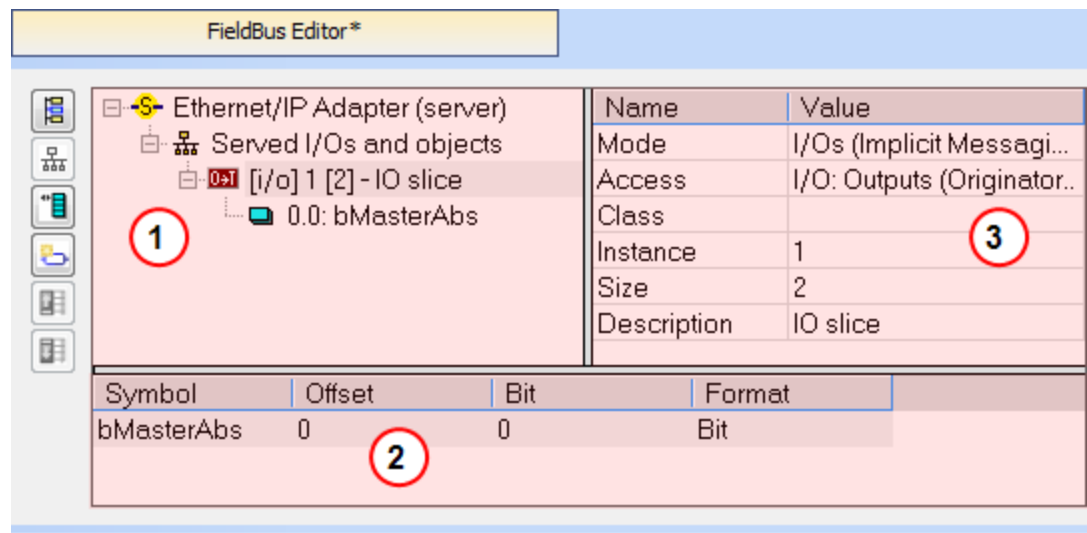 FieldBus Editor*
Ethernet/IP Adapter (server)
Served I/Os and objects
[i/o] 1 [2] - IO slice
0.0: bMasterAbs
1
Name Value
Mode I/Os (Implicit Messagi...
Access I/O: Outputs (Originator..
Class
Instance 1
Size 2
Description IO slice
3
Symbol Offset Bit Format
bMasterAbs 0 0 Bit
2